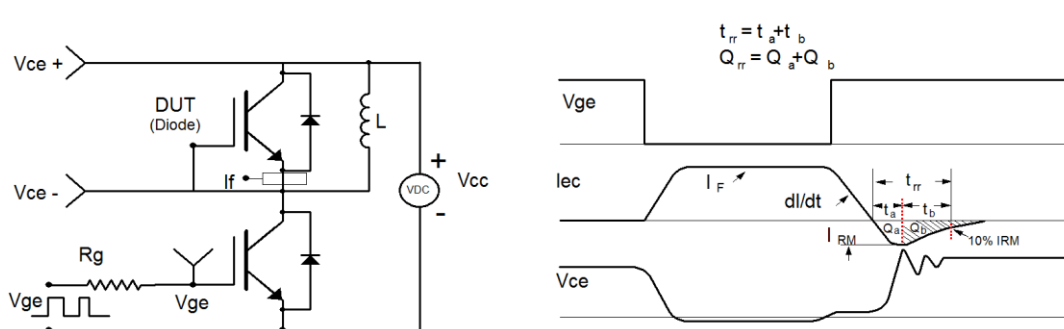 Vce +
DUT
(Diode)
L
If
Vce -
+
VDC
Vcc
-
Rg
Vge
Vge
t rr = t a+t b
Q rr = Q a+Q b
Vge
Iec
I F
dI/dt
t rr
t a
t b
Q a
Q b
I RM
10% IRM
Vce